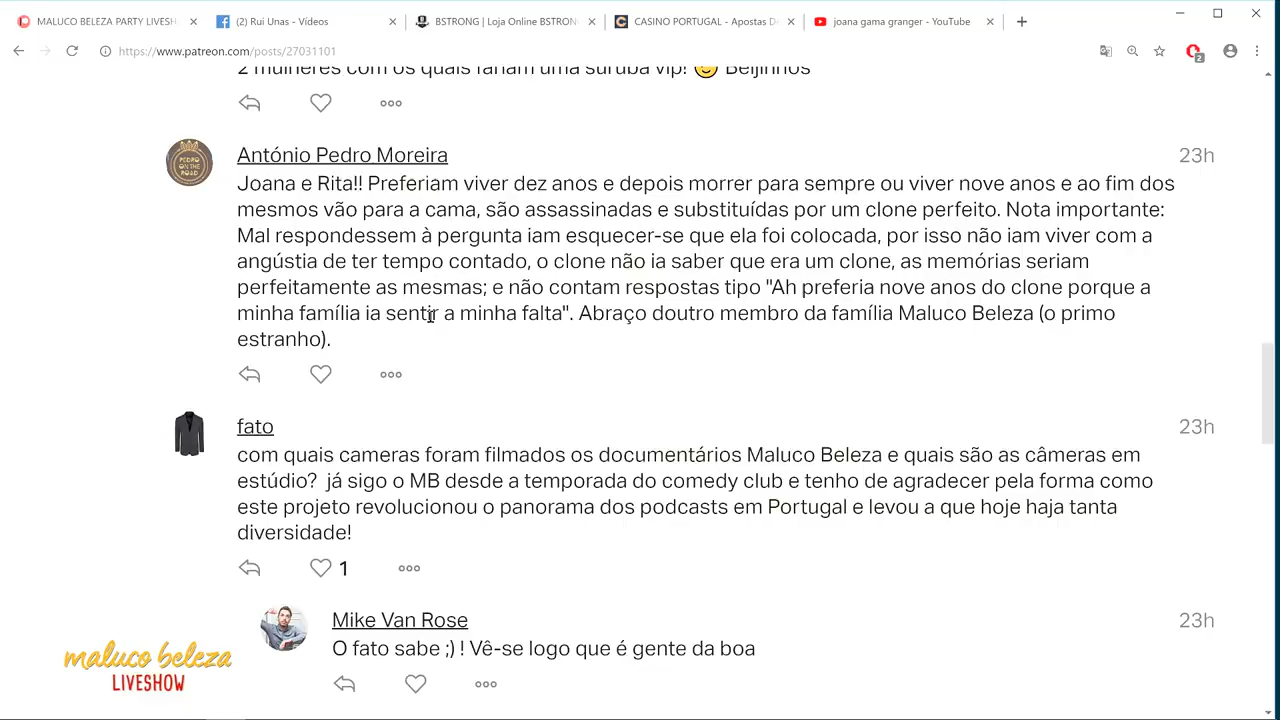 MALUCO BELEZA PARTY LIVESH
(2) Rui Unas - Vídeos
BSTRONG | Loja Online BSTRON
CASINO PORTUGAL - Apostas D
joana gama granger - YouTube
https://www.patreon.com/posts/27031101
2
2 mulheres com os quais fariam uma suruba vip! Beijinhos
António Pedro Moreira
23h
Joana e Rita!! Preferiam viver dez anos e depois morrer para sempre ou viver nove anos e ao fim dos
mesmos vão para a cama, são assassinadas e substituídas por um clone perfeito. Nota importante:
Mal respondessem à pergunta iam esquecer-se que ela foi colocada, por isso não iam viver com a
angústia de ter tempo contado, o clone não ia saber que era um clone, as memórias seriam
perfeitamente as mesmas; e não contam respostas tipo "Ah preferia nove anos do clone porque a
minha família ia sentir a minha falta". Abraço doutro membro da família Maluco Beleza (o primo
estranho).
PEDRO
ON THE
ROAD
fato
23h
com quais cameras foram filmados os documentários Maluco Beleza e quais são as câmeras em
estúdio? já sigo o MB desde a temporada do comedy club e tenho de agradecer pela forma como
este projeto revolucionou o panorama dos podcasts em Portugal e levou a que hoje haja tanta
diversidade!
1
Mike Van Rose
23h
O fato sabe ;) ! Vê-se logo que é gente da boa
maluco beleza
LIVESHOW